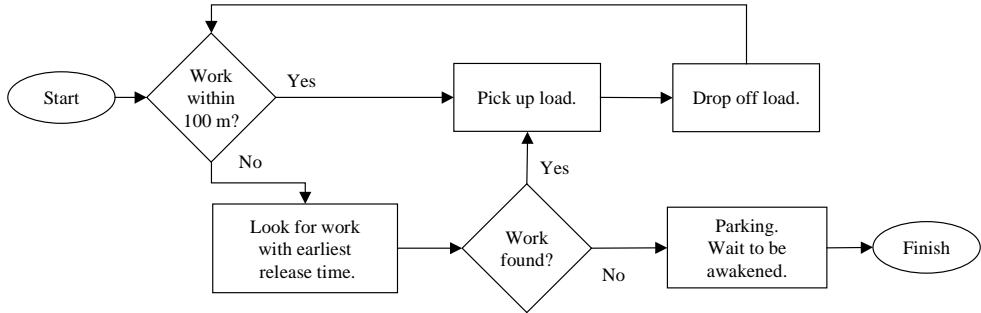 Start
Work
within
100 m?
Yes
Pick up load.
Drop off load.
No
Look for work
with earliest
release time.
Work
found?
Yes
No
Parking.
Wait to be
awakened.
Finish